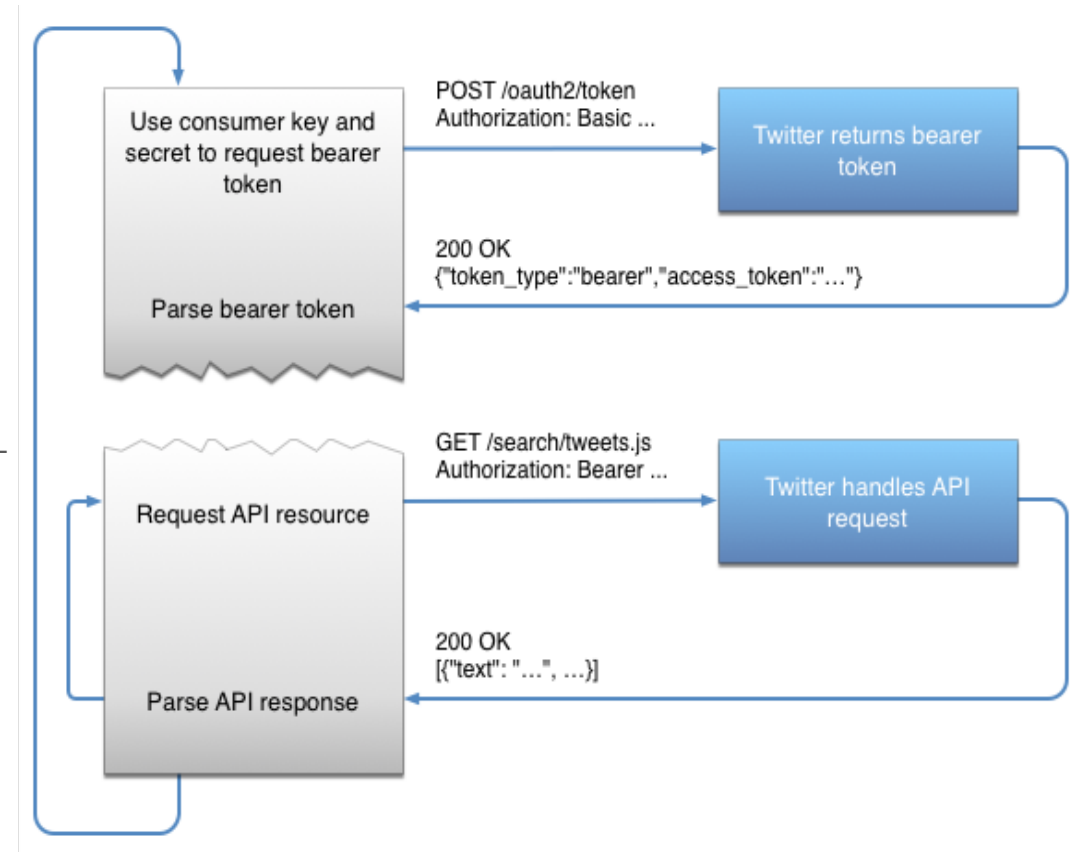 Use consumer key and
secret to request bearer
token
POST /oauth2/token
Authorization: Basic ...
Twitter returns bearer
token
200 OK
{"token_type":"bearer","access_token":"..."}
Parse bearer token
GET /search/tweets.js
Authorization: Bearer ...
Request API resource
Twitter handles API
request
200 OK
[{"text": "...", ...}]
Parse API response